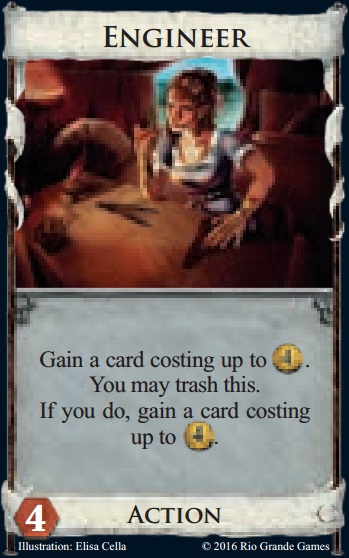 ENGINEER
Gain a card costing up to 4.
You may trash this.
If you do, gain a card costing
up to 4.
4
ACTION
Illustration: Elisa Cella
© 2016 Rio Grande Games